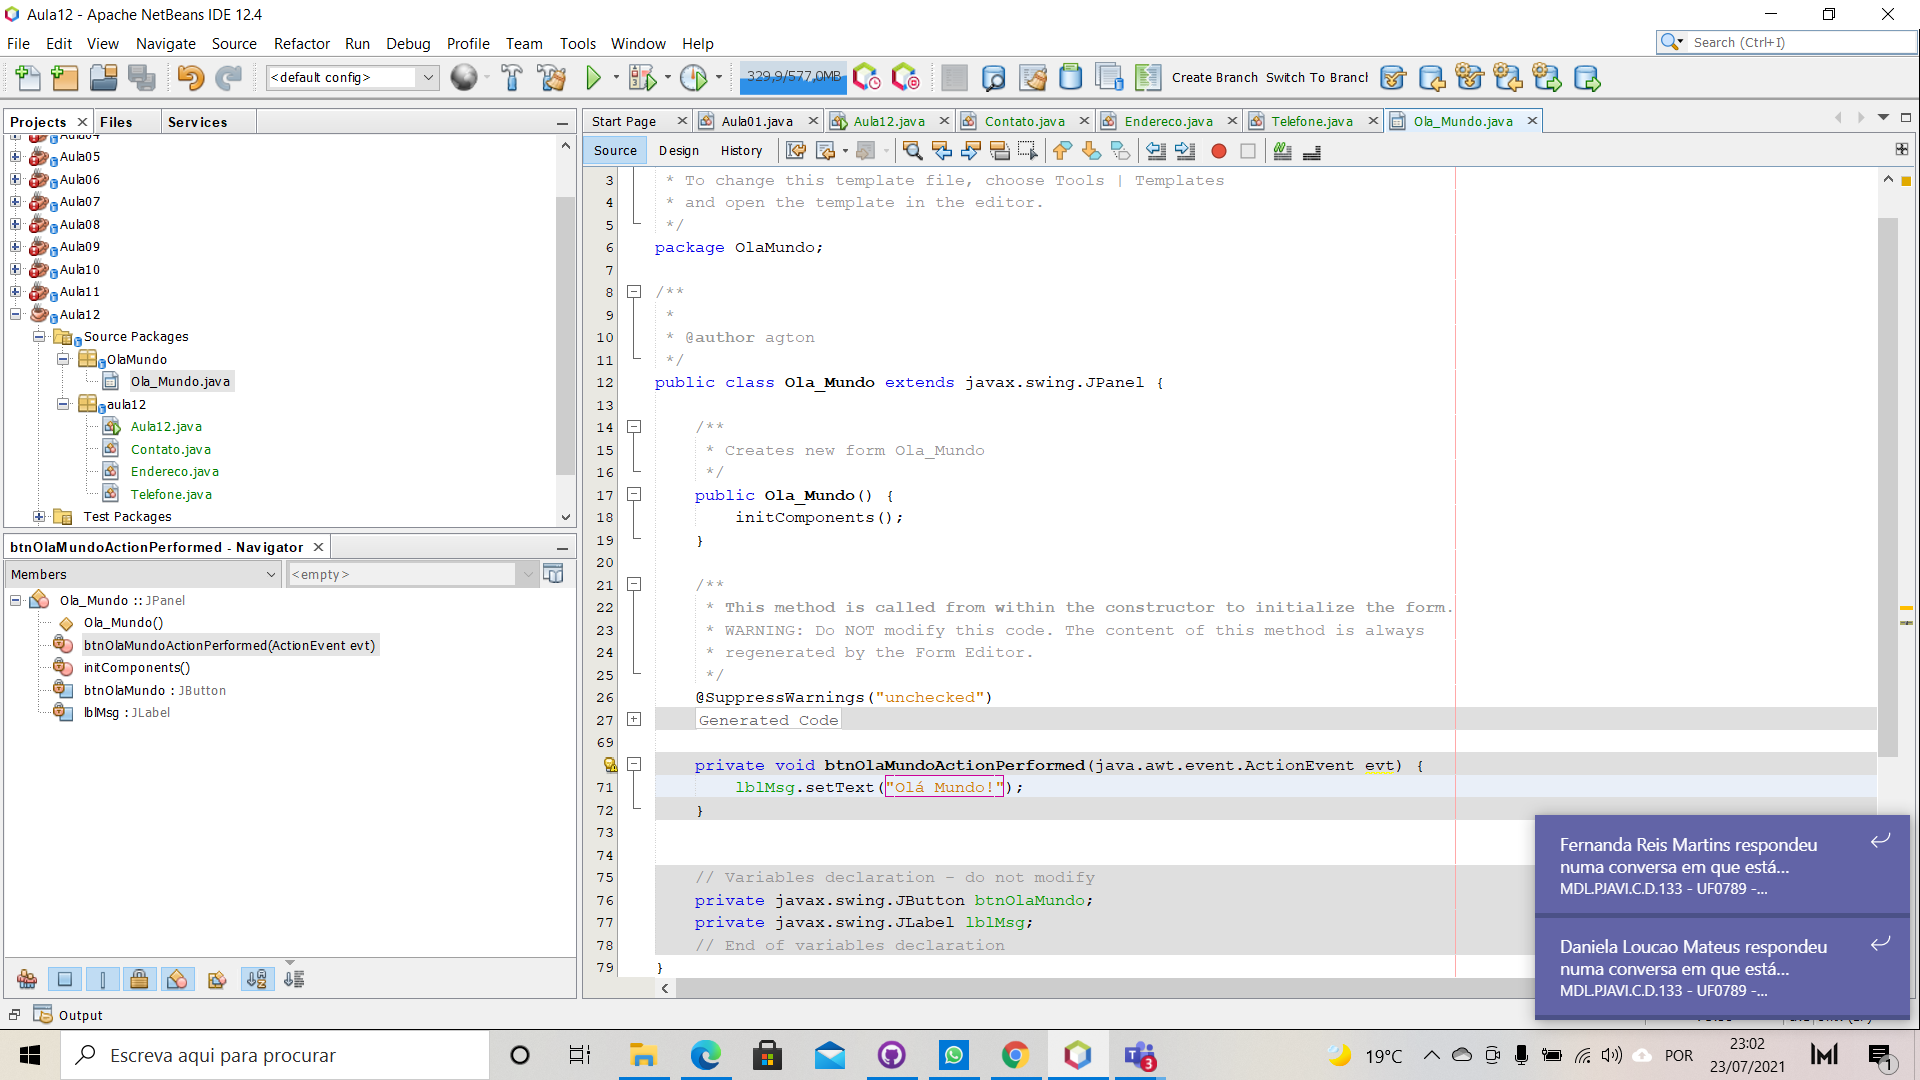 Aula12 - Apache NetBeans IDE 12.4
File Edit View Navigate Source Refactor Run Debug Profile Team Tools Window Help
Search (Ctrl+I)
<default config>
329,9/577,0MB
Create Branch Switch To Branch
Projects Files Services
Aula05
Aula06
Aula07
Aula08
Aula09
Aula10
Aula11
Aula12
Source Packages
OlaMundo
Ola_Mundo.java
aula12
Aula12.java
Contato.java
Endereco.java
Telefone.java
Test Packages
btnOlaMundoActionPerformed - Navigator
Members
<empty>
Ola_Mundo :: JPanel
Ola_Mundo()
btnOlaMundoActionPerformed(ActionEvent evt)
initComponents()
btnOlaMundo : JButton
lblMsg : JLabel
Output
Start Page Aula01.java Aula12.java Contato.java Endereco.java Telefone.java Ola_Mundo.java
Source Design History
3 * To change this template file, choose Tools | Templates
4 * and open the template in the editor.
5 */
6 package OlaMundo;
7
8 /**
9 *
10 * @author agton
11 */
12 public class Ola_Mundo extends javax.swing.JPanel {
13
14 /**
15 * Creates new form Ola_Mundo
16 */
17 public Ola_Mundo() {
18 initComponents();
19 }
20
21 /**
22 * This method is called from within the constructor to initialize the form.
23 * WARNING: Do NOT modify this code. The content of this method is always
24 * regenerated by the Form Editor.
25 */
26 @SuppressWarnings("unchecked")
27 Generated Code
69
private void btnOlaMundoActionPerformed(java.awt.event.ActionEvent evt) {
71 lblMsg.setText("Olá Mundo!");
72 }
73
74
75 // Variables declaration - do not modify
76 private javax.swing.JButton btnOlaMundo;
77 private javax.swing.JLabel lblMsg;
78 // End of variables declaration
79 }
Fernanda Reis Martins respondeu
numa conversa em que está...
MDL.PJAVI.C.D.133 - UF0789 -...
Daniela Loucao Mateus respondeu
numa conversa em que está...
MDL.PJAVI.C.D.133 - UF0789 -...
Escreva aqui para procurar
3
19°C
POR
23:02
23/07/2021
1